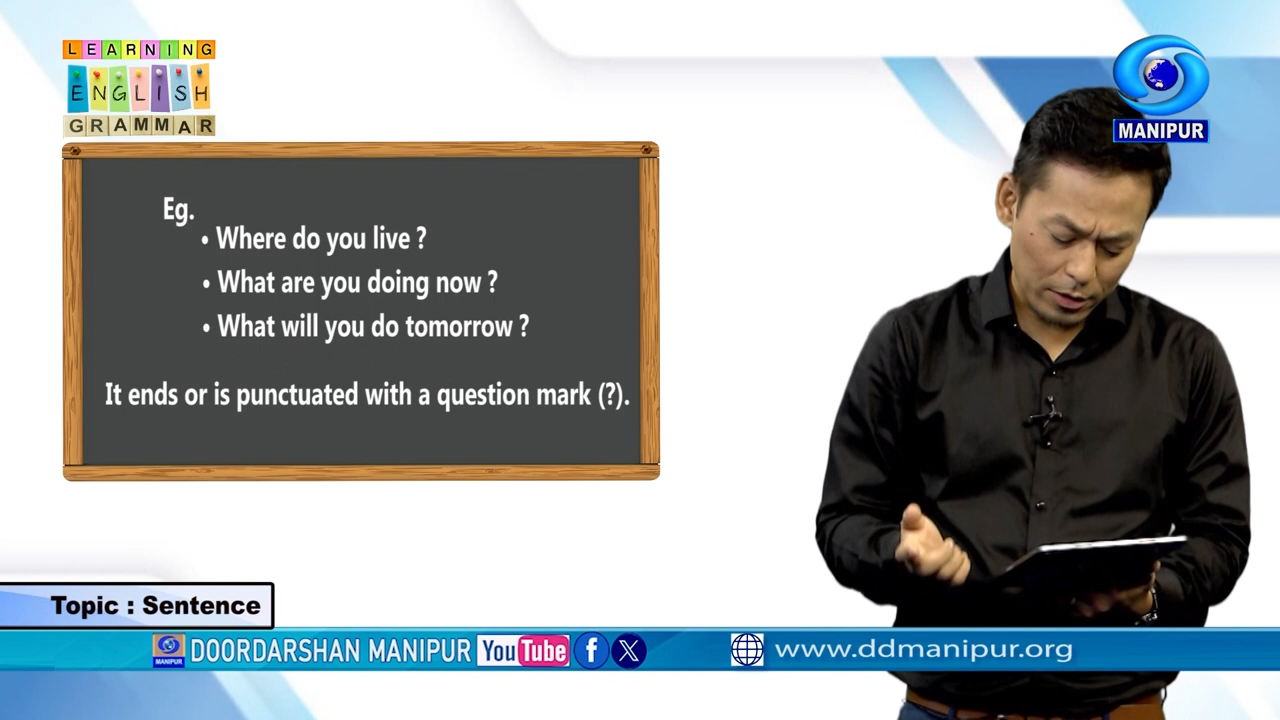 LEARNING
ENGLISH
GRAMMAR
MANIPUR
Eg.
• Where do you live ?
• What are you doing now ?
• What will you do tomorrow ?
It ends or is punctuated with a question mark (?).
Topic : Sentence
MANIPUR DOORDARSHAN MANIPUR YouTube f X www.ddmanipur.org